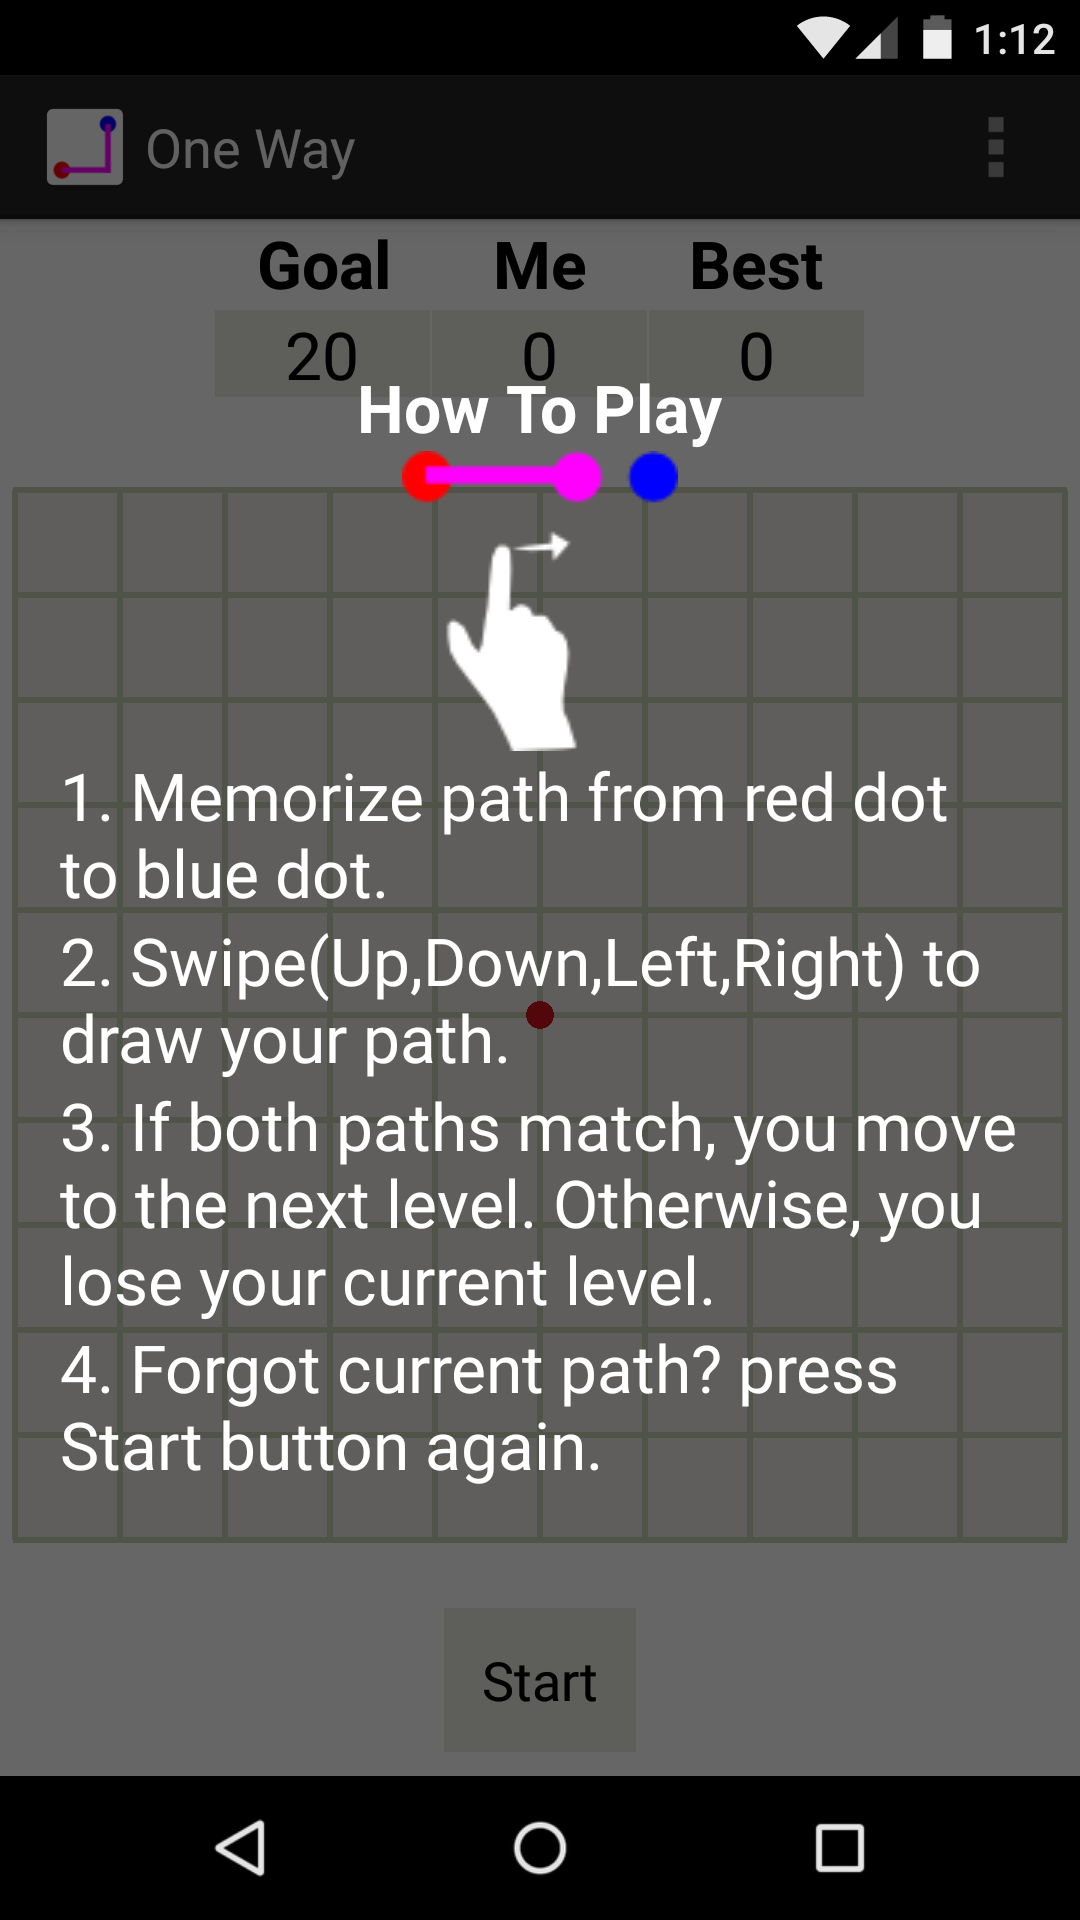 1:12
One Way
Goal Me Best
20 0 0
How To Play
1. Memorize path from red dot
to blue dot.
2. Swipe(Up,Down,Left,Right) to
draw your path.
3. If both paths match, you move
to the next level. Otherwise, you
lose your current level.
4. Forgot current path? press
Start button again.
Start